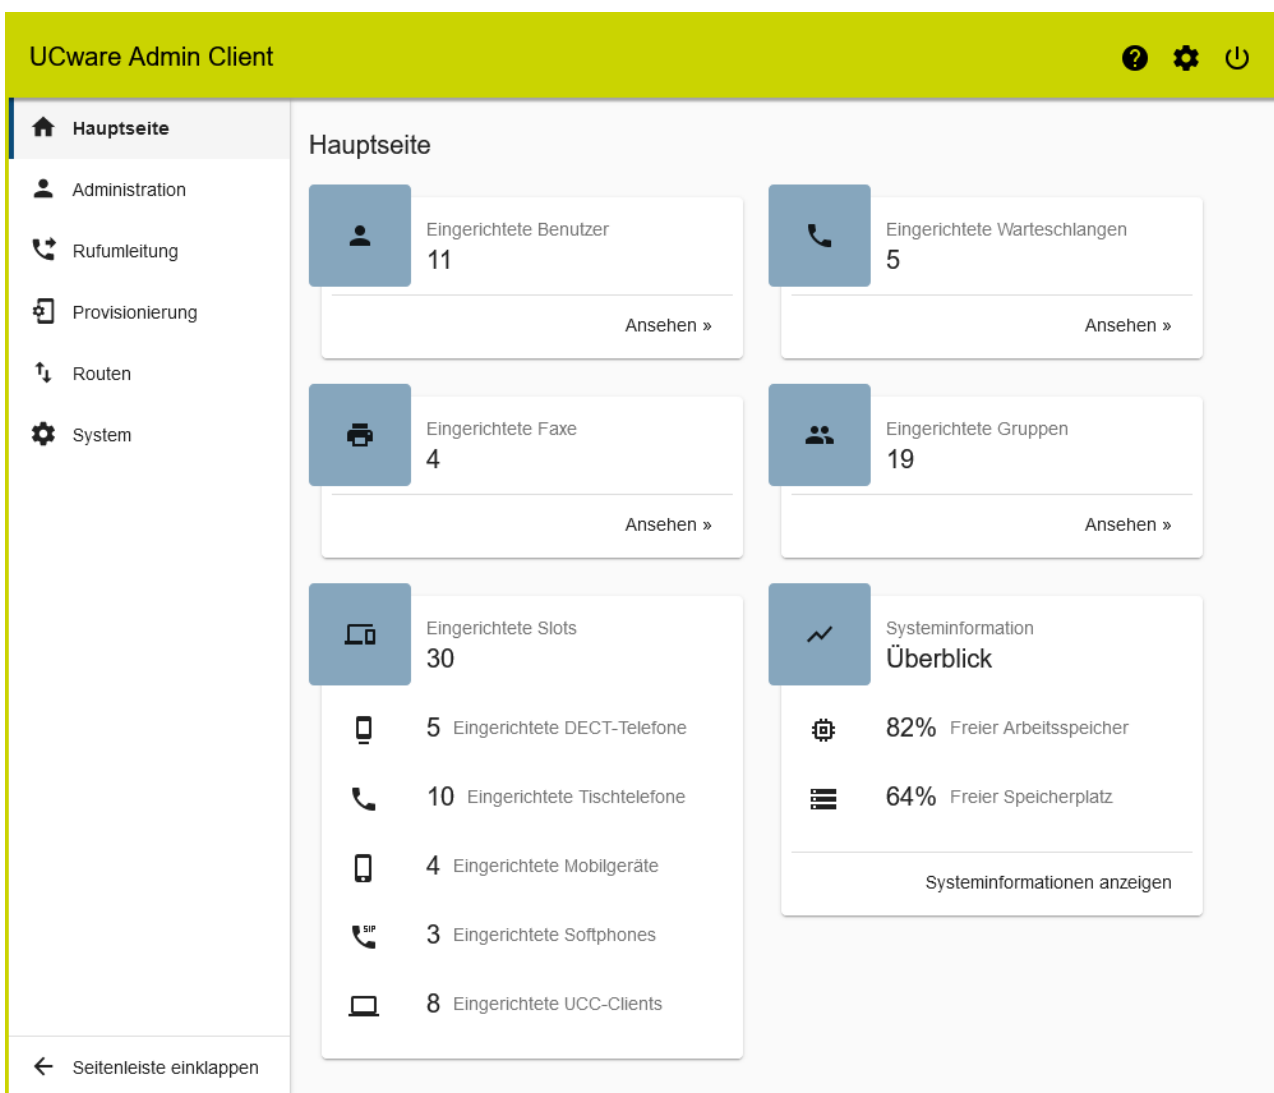 UCware Admin Client
Hauptseite
Administration
Rufumleitung
Provisionierung
Routen
System
Seitenleiste einklappen
Hauptseite
Eingerichtete Benutzer
11
Ansehen »
Eingerichtete Warteschlangen
5
Ansehen »
Eingerichtete Faxe
4
Ansehen »
Eingerichtete Gruppen
19
Ansehen »
Eingerichtete Slots
30
5 Eingerichtete DECT-Telefone
10 Eingerichtete Tischtelefone
4 Eingerichtete Mobilgeräte
SIP
3 Eingerichtete Softphones
8 Eingerichtete UCC-Clients
Systeminformation
Überblick
82% Freier Arbeitsspeicher
64% Freier Speicherplatz
Systeminformationen anzeigen